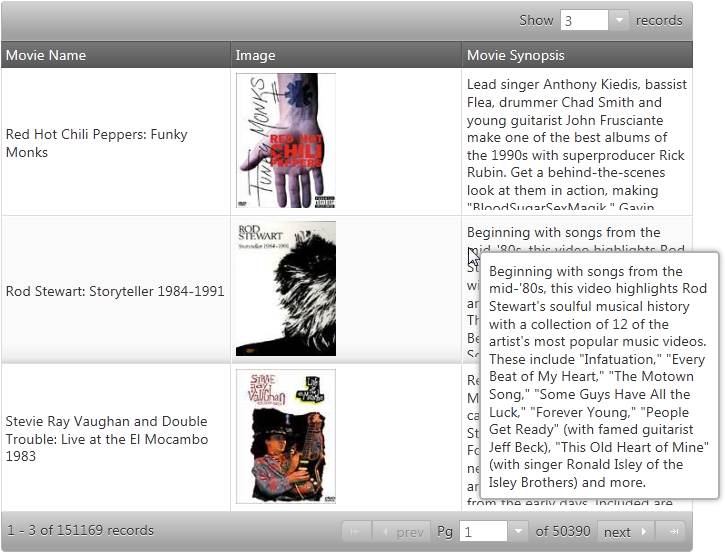 Show 3 records
Movie Name Image Movie Synopsis
Red Hot Chili Peppers: Funky
Monks
FUNKY MONKS
RED HOT
CHILI
PEPPERS
Lead singer Anthony Kiedis, bassist
Flea, drummer Chad Smith and
young guitarist John Frusciante
make one of the best albums of
the 1990s with superproducer Rick
Rubin. Get a behind-the-scenes
look at them in action, making
"BloodSugarSexMagik." Gavin
Rod Stewart: Storyteller 1984-1991
ROD
STEWART
Storyteller 1984-1991
Beginning with songs from the
mid-'80s, this video highlights Rod
Beginning with songs from the
mid-'80s, this video highlights Rod
Stewart's soulful musical history
with a collection of 12 of the
artist's most popular music videos.
These include "Infatuation," "Every
Beat of My Heart," "The Motown
Song," "Some Guys Have All the
Luck," "Forever Young," "People
Get Ready" (with famed guitarist
Jeff Beck), "This Old Heart of Mine"
(with singer Ronald Isley of the
Isley Brothers) and more.
Stevie Ray Vaughan and Double
Trouble: Live at the El Mocambo
1983
STEVIE
RAY
Vaughan
Live
from the early days. Included are
1 - 3 of 151169 records prev Pg 1 of 50390 next